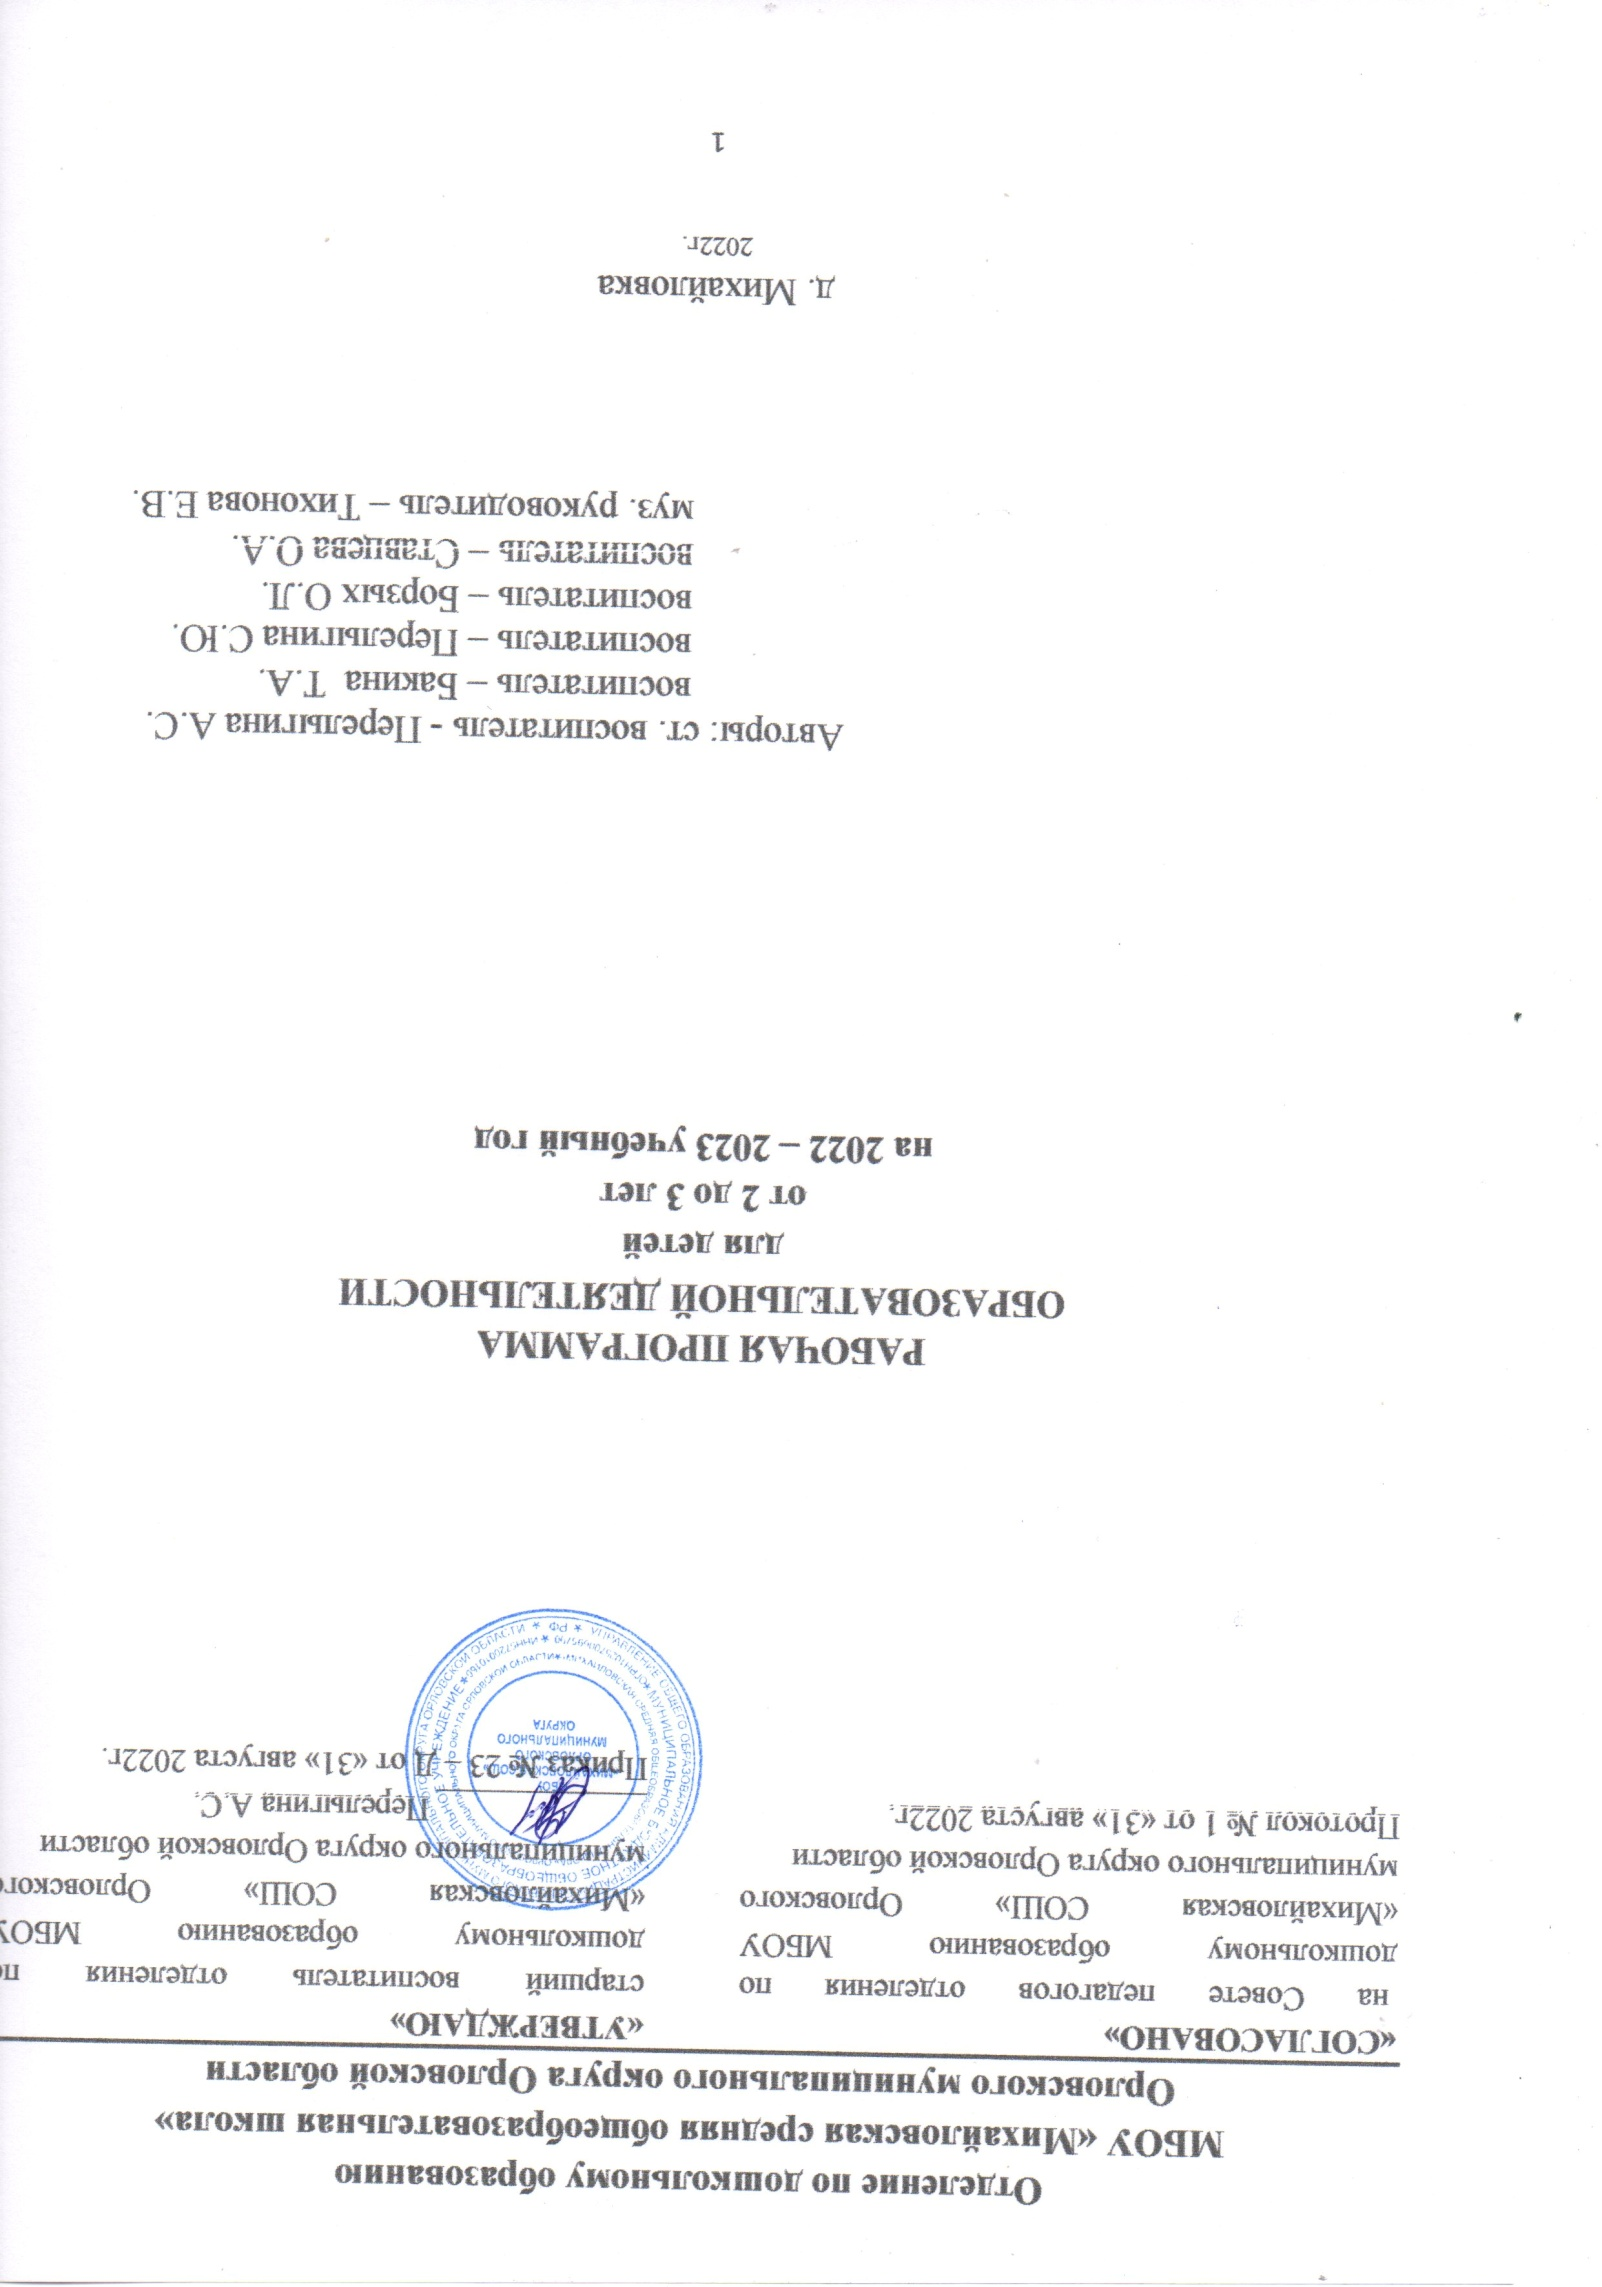 Отделение по дошкольному образованию
МБОУ «Михайловская средняя общеобразовательная школа»
Орловского муниципального округа Орловской области
«СОГЛАСОВАНО»
на Совете педагогов отделения по
дошкольному образованию МБОУ
«Михайловская СОШ» Орловского
муниципального округа Орловской области
Протокол № 1 от «31» августа 2022г.
«УТВЕРЖДАЮ»
старший воспитатель отделения по
дошкольному образованию МБОУ
«Михайловская СОШ» Орловского
муниципального округа Орловской области
Перелыгина А.С.
Приказ № 23 – Д от «31» августа 2022г.
ОРЛОВСКОГО
МУНИЦИПАЛЬНОГО
ОКРУГА
РАБОЧАЯ ПРОГРАММА
ОБРАЗОВАТЕЛЬНОЙ ДЕЯТЕЛЬНОСТИ
для детей
от 2 до 3 лет
на 2022 – 2023 учебный год
Авторы: ст. воспитатель - Перелыгина А.С.
воспитатель – Бакина Т.А.
воспитатель – Перелыгина С.Ю.
воспитатель – Борзых О.Л.
воспитатель – Ставцева О.А.
муз. руководитель – Тихонова Е.В.
д. Михайловка
2022г.
1